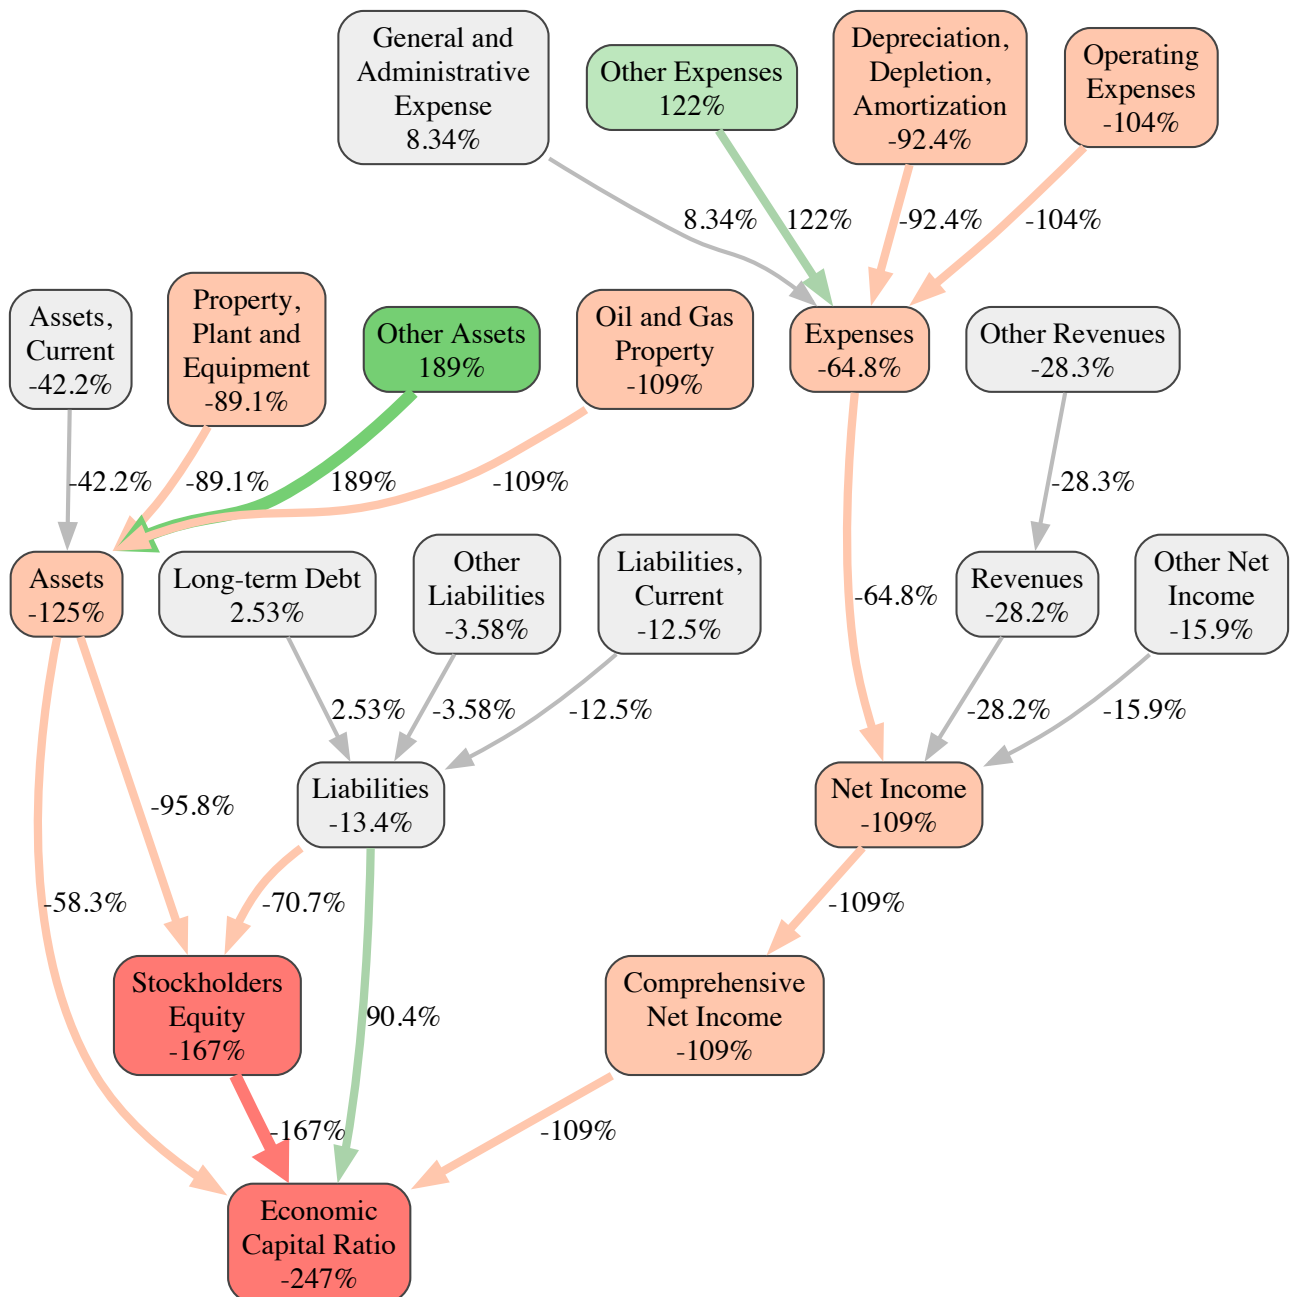 General and
Administrative
Expense
8.34%
Other Expenses
122%
Depreciation,
Depletion,
Amortization
-92.4%
Operating
Expenses
-104%
8.34%
122%
-92.4%
-104%
Assets,
Current
-42.2%
Property,
Plant and
Equipment
-89.1%
Other Assets
189%
Oil and Gas
Property
-109%
Expenses
-64.8%
Other Revenues
-28.3%
-42.2%
-89.1%
189%
-109%
-28.3%
Assets
-125%
Long-term Debt
2.53%
Other
Liabilities
-3.58%
Liabilities,
Current
-12.5%
-64.8%
Revenues
-28.2%
Other Net
Income
-15.9%
2.53%
-3.58%
-12.5%
-28.2%
-15.9%
-95.8%
Liabilities
-13.4%
Net Income
-109%
-58.3%
-70.7%
-109%
Stockholders
Equity
-167%
90.4%
Comprehensive
Net Income
-109%
-167%
-109%
Economic
Capital Ratio
-247%